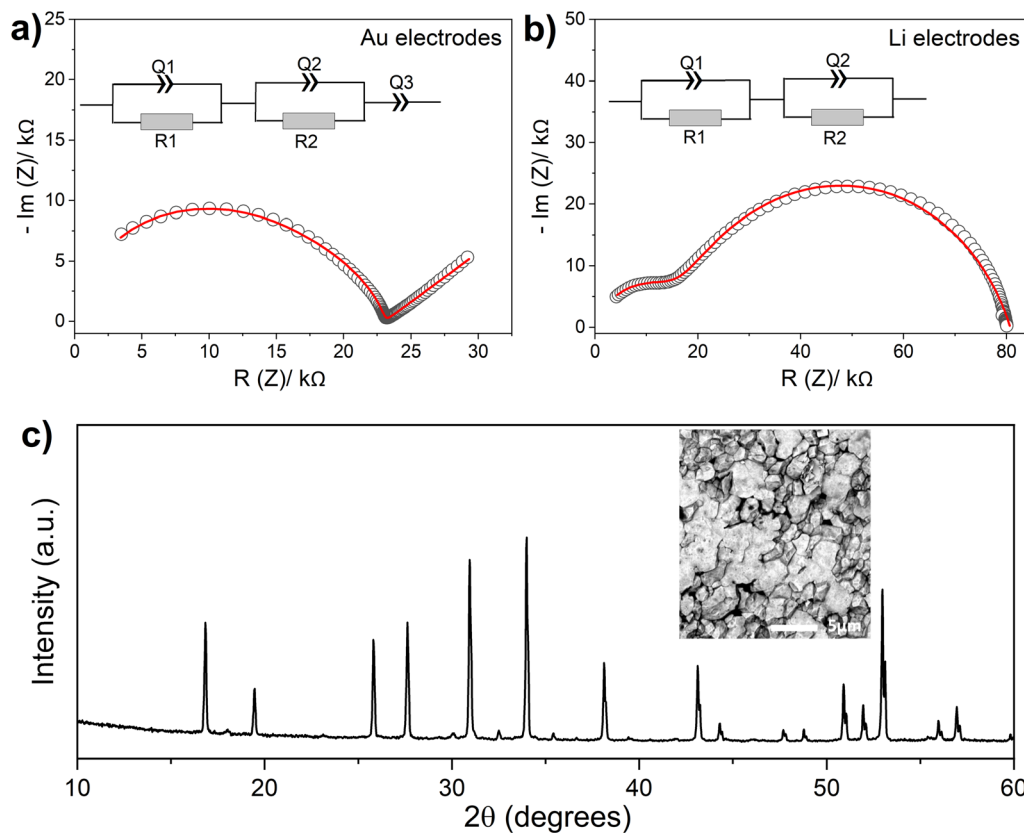 a)
Au electrodes
Q1
Q2
Q3
R1
R2
- Im (Z)/ kΩ
25
20
15
10
5
0
0 5 10 15 20 25 30
R (Z)/ kΩ
b)
Li electrodes
Q1
Q2
R1
R2
- Im (Z)/ kΩ
50
40
30
20
10
0
0 20 40 60 80
R (Z)/ kΩ
c)
Intensity (a.u.)
5µm
10 20 30 40 50 60
2θ (degrees)